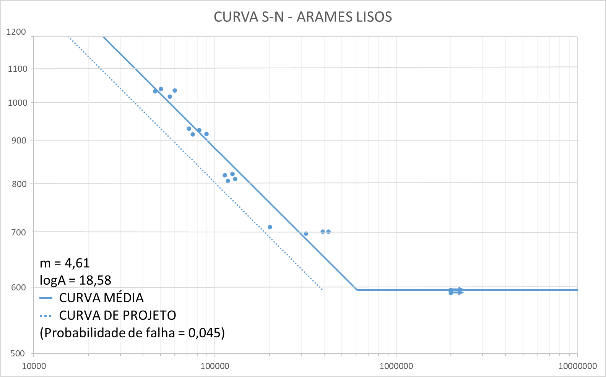 CURVA S-N - ARAMES LISOS
1200
1100
1000
900
800
700
600
500
m = 4,61
logA = 18,58
CURVA MÉDIA
CURVA DE PROJETO
(Probabilidade de falha = 0,045)
10000 100000 1000000 10000000